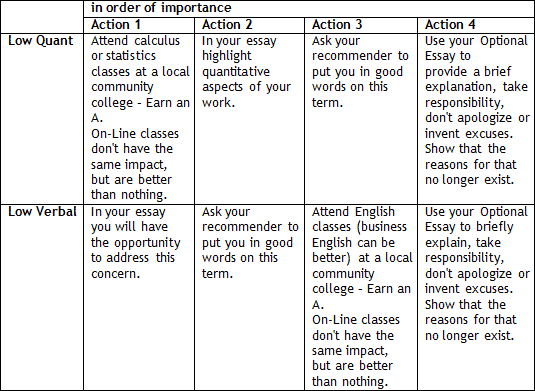 in order of importance
Action 1
Action 2
Action 3
Action 4
Low Quant
Attend calculus
or statistics
classes at a local
community
college - Earn an
A.
On-Line classes
don't have the
same impact,
but are better
than nothing.
In your essay
highlight
quantitative
aspects of your
work.
Ask your
recommender to
put you in good
words on this
term.
Use your Optional
Essay to
provide a brief
explanation, take
responsibility,
don't apologize or
invent excuses.
Show that the
reasons for that
no longer exist.
Low Verbal
In your essay
you will have
the opportunity
to address this
concern.
Ask your
recommender to
put you in good
words on this
term.
Attend English
classes (business
English can be
better) at a local
community
college - Earn an
A.
On-Line classes
don't have the
same impact,
but are better
than nothing.
Use your Optional
Essay to briefly
explain, take
responsibility,
don't apologize or
invent excuses.
Show that the
reasons for that
no longer exist.